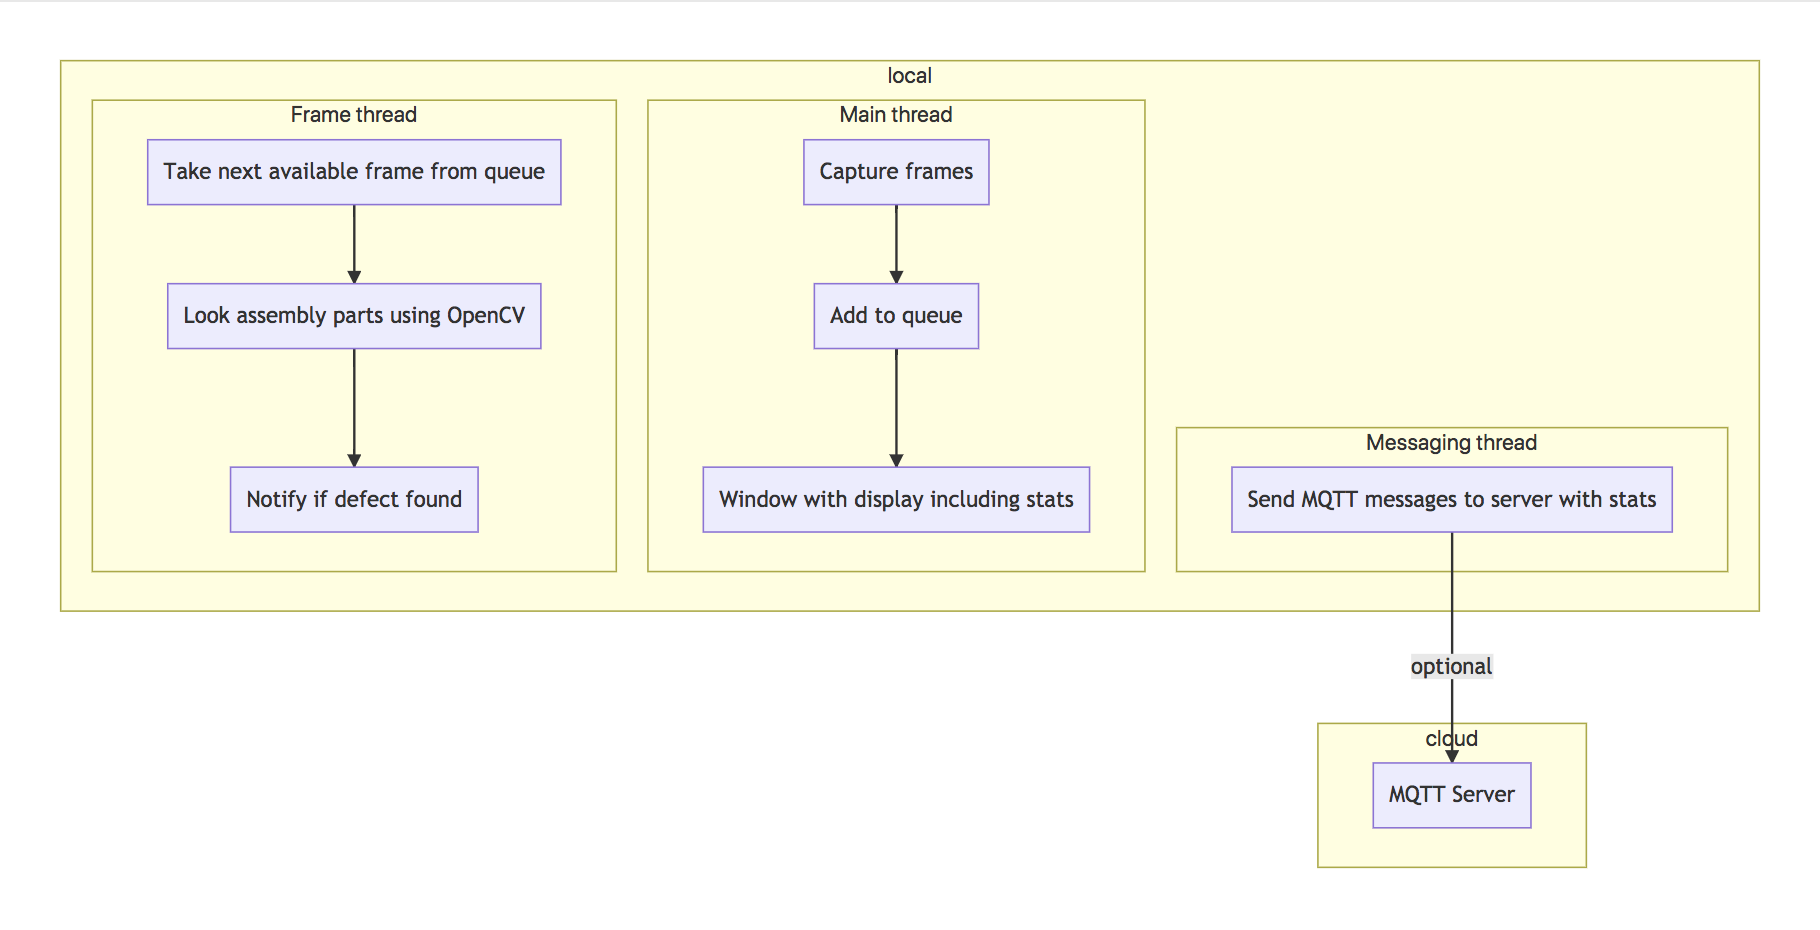 local
Frame thread
Take next available frame from queue
Look assembly parts using OpenCV
Notify if defect found
Main thread
Capture frames
Add to queue
Window with display including stats
Messaging thread
Send MQTT messages to server with stats
optional
cloud
MQTT Server